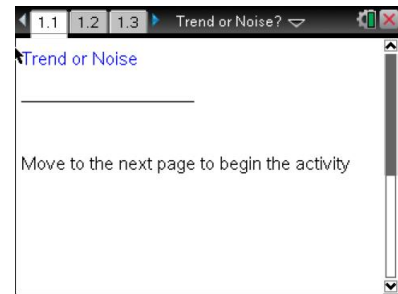 1.1 1.2 1.3 Trend or Noise?
Trend or Noise
Move to the next page to begin the activity